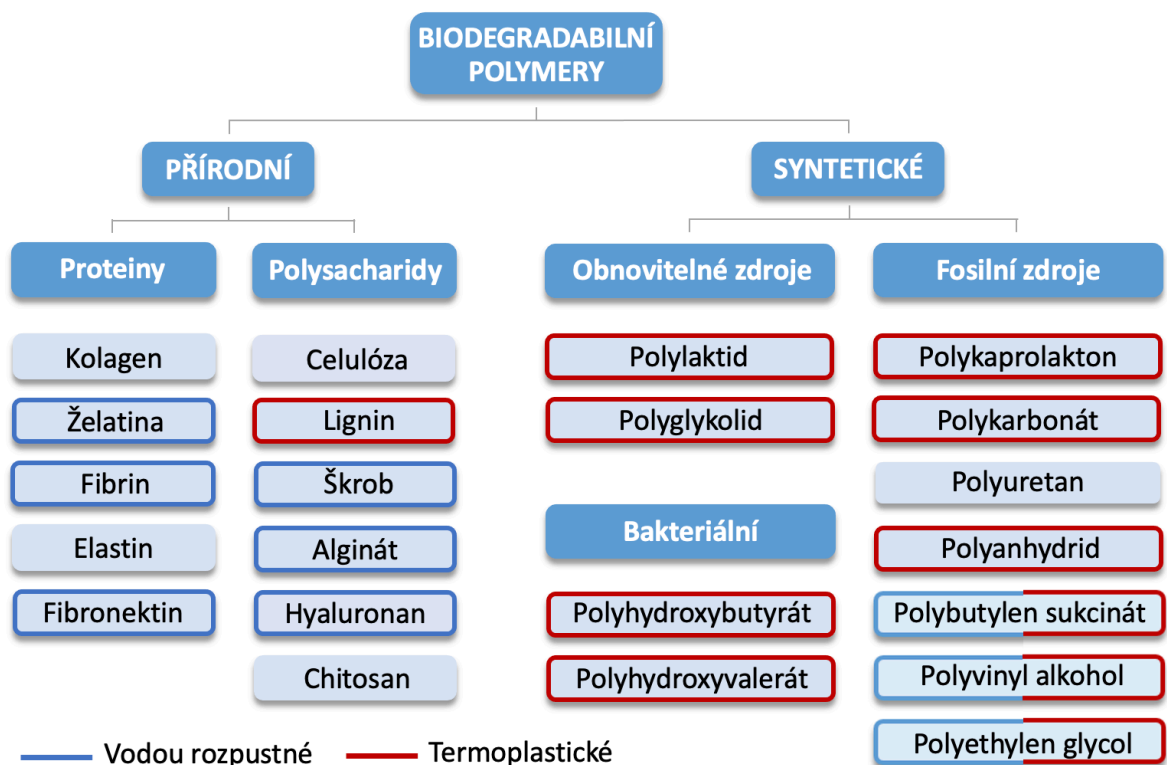 BIODEGRADABILNÍ
POLYMERY
PŘÍRODNÍ
SYNTETICKÉ
Proteiny
Polysacharidy
Obnovitelné zdroje
Fosilní zdroje
Kolagen
Želatina
Fibrin
Elastin
Fibronektin
Celulóza
Lignin
Škrob
Alginát
Hyaluronan
Chitosan
Polylaktid
Polyglykolid
Bakteriální
Polyhydroxybutyrát
Polyhydroxyvalerát
Polykaprolakton
Polykarbonát
Polyuretan
Polyanhydrid
Polybutylen sukcinát
Polyvinyl alkohol
Polyethylen glycol
Vodou rozpustné
Termoplastické